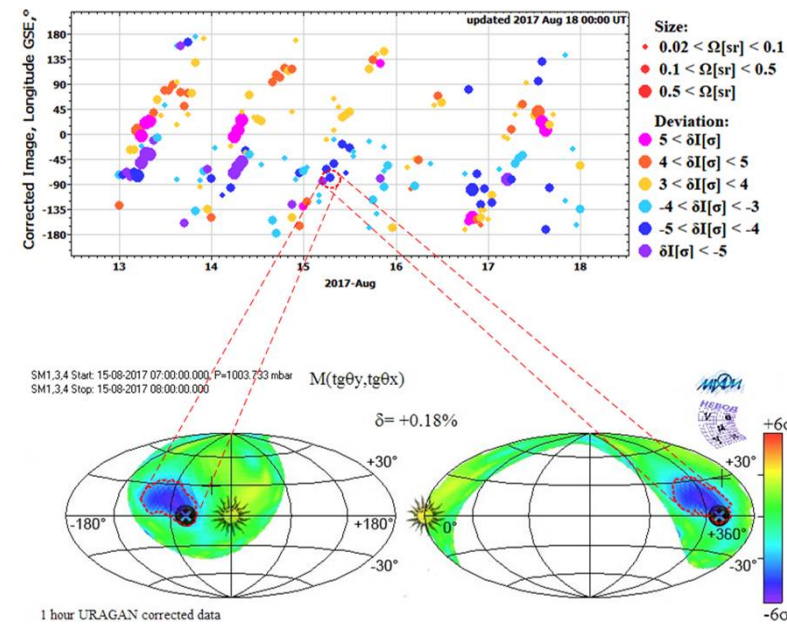 updated 2017 Aug 18 00:00 UT
Corrected Image, Longitude GSE,°
180
135
90
45
0
-45
-90
-135
-180
13
14
15
16
17
18
2017-Aug
Size:
0.02 < Ω[sr] < 0.1
0.1 < Ω[sr] < 0.5
0.5 < Ω[sr]
Deviation:
5 < δI[σ]
4 < δI[σ] < 5
3 < δI[σ] < 4
-4 < δI[σ] < -3
-5 < δI[σ] < -4
δI[σ] < -5
SM1,3,4 Start: 15-08-2017 07:00:00.000, P=1003.733 mbar
SM1,3,4 Stop: 15-08-2017 08:00:00.000
M(tgθy,tgθx)
δ= +0.18%
НЕВОД
+6σ
-6σ
+30°
-180°
+180°
-30°
+30°
0°
+360°
-30°
1 hour URAGAN corrected data